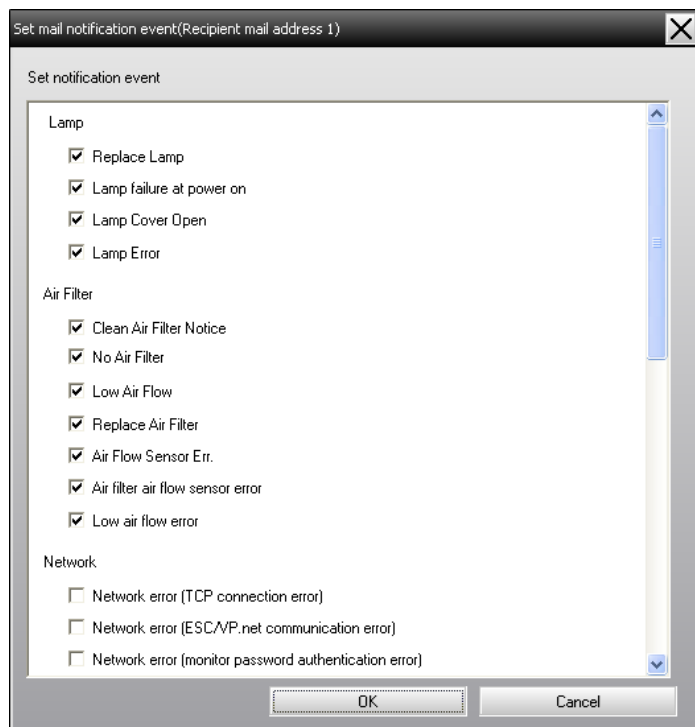 Set mail notification event(Recipient mail address 1)
Set notification event
Lamp
Replace Lamp
Lamp failure at power on
Lamp Cover Open
Lamp Error
Air Filter
Clean Air Filter Notice
No Air Filter
Low Air Flow
Replace Air Filter
Air Flow Sensor Err.
Air filter air flow sensor error
Low air flow error
Network
Network error (TCP connection error)
Network error (ESC/VP.net communication error)
Network error (monitor password authentication error)
OK
Cancel